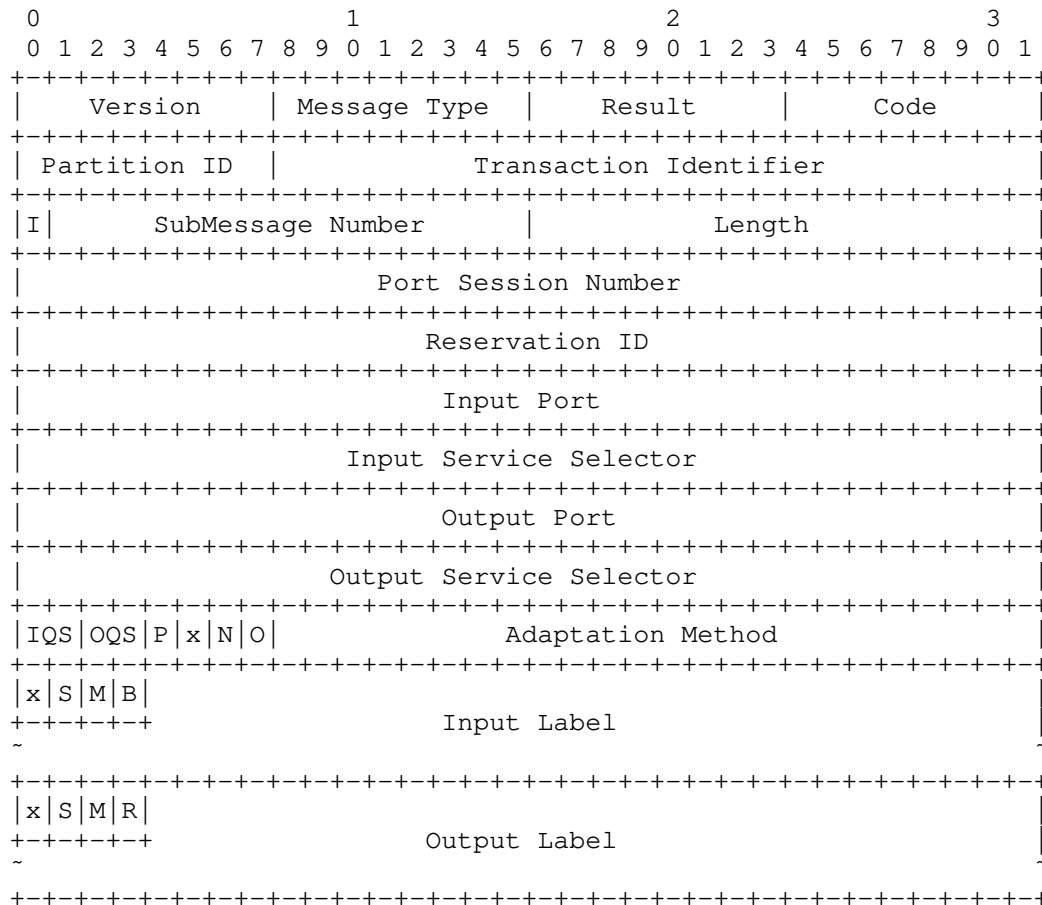 0                   1                   2                   3
 0 1 2 3 4 5 6 7 8 9 0 1 2 3 4 5 6 7 8 9 0 1 2 3 4 5 6 7 8 9 0 1
+-+-+-+-+-+-+-+-+-+-+-+-+-+-+-+-+-+-+-+-+-+-+-+-+-+-+-+-+-+-+-+-+
|    Version    | Message Type  |    Result     |     Code      |
+-+-+-+-+-+-+-+-+-+-+-+-+-+-+-+-+-+-+-+-+-+-+-+-+-+-+-+-+-+-+-+-+
| Partition ID  |            Transaction Identifier             |
+-+-+-+-+-+-+-+-+-+-+-+-+-+-+-+-+-+-+-+-+-+-+-+-+-+-+-+-+-+-+-+-+
|I|      SubMessage Number      |           Length              |
+-+-+-+-+-+-+-+-+-+-+-+-+-+-+-+-+-+-+-+-+-+-+-+-+-+-+-+-+-+-+-+-+
|                      Port Session Number                      |
+-+-+-+-+-+-+-+-+-+-+-+-+-+-+-+-+-+-+-+-+-+-+-+-+-+-+-+-+-+-+-+-+
|                         Reservation ID                        |
+-+-+-+-+-+-+-+-+-+-+-+-+-+-+-+-+-+-+-+-+-+-+-+-+-+-+-+-+-+-+-+-+
|                          Input Port                           |
+-+-+-+-+-+-+-+-+-+-+-+-+-+-+-+-+-+-+-+-+-+-+-+-+-+-+-+-+-+-+-+-+
|                    Input Service Selector                     |
+-+-+-+-+-+-+-+-+-+-+-+-+-+-+-+-+-+-+-+-+-+-+-+-+-+-+-+-+-+-+-+-+
|                          Output Port                          |
+-+-+-+-+-+-+-+-+-+-+-+-+-+-+-+-+-+-+-+-+-+-+-+-+-+-+-+-+-+-+-+-+
|                   Output Service Selector                     |
+-+-+-+-+-+-+-+-+-+-+-+-+-+-+-+-+-+-+-+-+-+-+-+-+-+-+-+-+-+-+-+-+
|IQS|OQS|P|x|N|O|              Adaptation Method                |
+-+-+-+-+-+-+-+-+-+-+-+-+-+-+-+-+-+-+-+-+-+-+-+-+-+-+-+-+-+-+-+-+
|x|S|M|B|                                                       |
+-+-+-+-+                  Input Label                          |
~                                                               ~
+-+-+-+-+-+-+-+-+-+-+-+-+-+-+-+-+-+-+-+-+-+-+-+-+-+-+-+-+-+-+-+-+
|x|S|M|R|                                                       |
+-+-+-+-+                 Output Label                          |
~                                                               ~
+-+-+-+-+-+-+-+-+-+-+-+-+-+-+-+-+-+-+-+-+-+-+-+-+-+-+-+-+-+-+-+-+